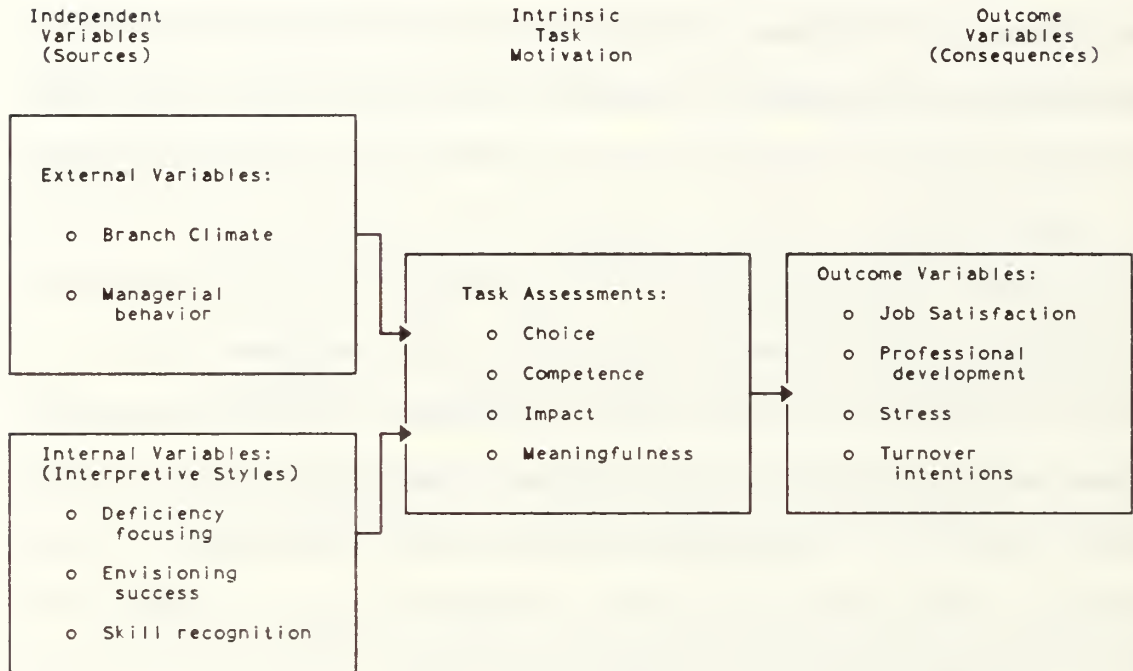 Independent
Variables
(Sources)
Intrinsic
Task
Motivation
Outcome
Variables
(Consequences)
External Variables:
o Branch Climate
o Managerial
behavior
Internal Variables:
(Interpretive Styles)
o Deficiency
focusing
o Envisioning
success
o Skill recognition
Task Assessments:
o Choice
o Competence
o Impact
o Meaningfulness
Outcome Variables:
o Job Satisfaction
o Professional
development
o Stress
o Turnover
intentions